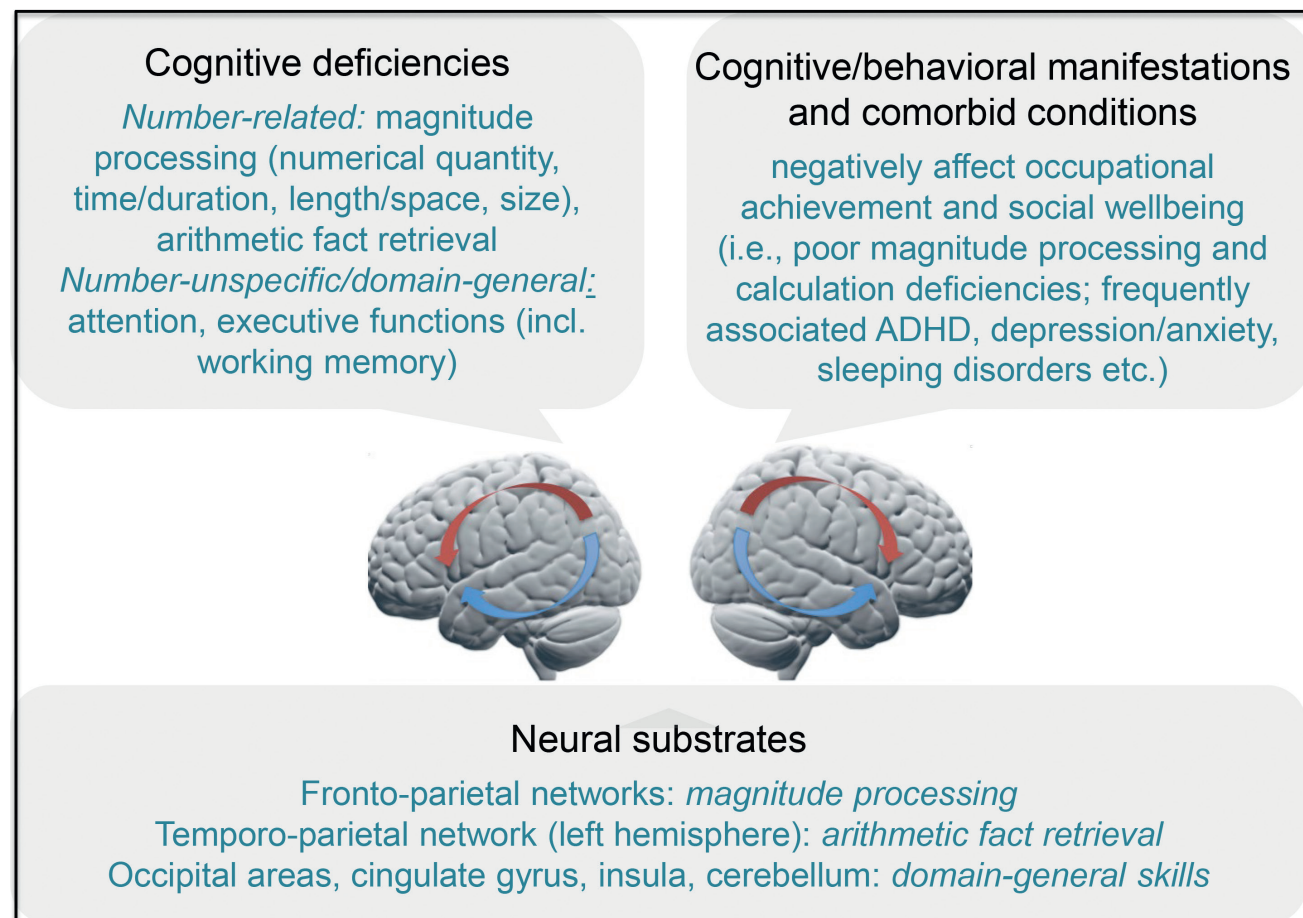 Cognitive deficiencies
Number-related: magnitude
processing (numerical quantity,
time/duration, length/space, size),
arithmetic fact retrieval
Number-unspecific/domain-general:
attention, executive functions (incl.
working memory)
Cognitive/behavioral manifestations
and comorbid conditions
negatively affect occupational
achievement and social wellbeing
(i.e., poor magnitude processing and
calculation deficiencies; frequently
associated ADHD, depression/anxiety,
sleeping disorders etc.)
Neural substrates
Fronto-parietal networks: magnitude processing
Temporo-parietal network (left hemisphere): arithmetic fact retrieval
Occipital areas, cingulate gyrus, insula, cerebellum: domain-general skills